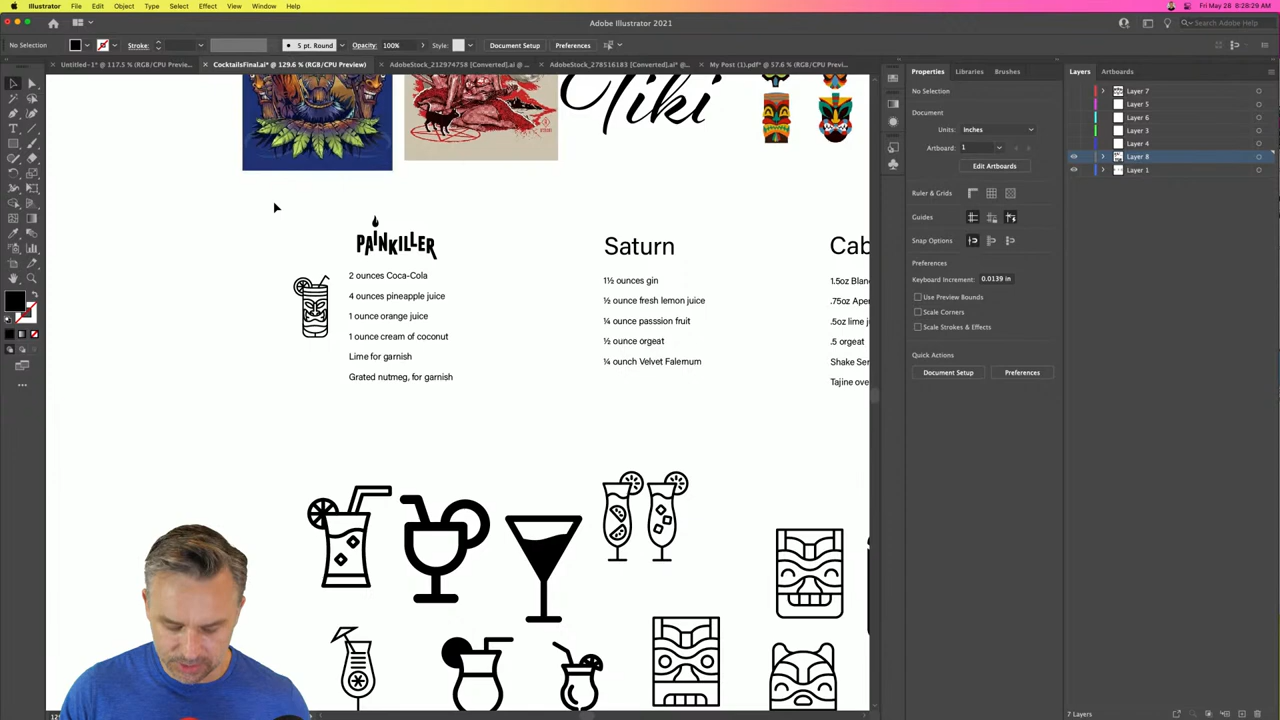 Illustrator File Edit Object Type Select Effect View Window Help
Fri May 28 8:28:29 AM
Adobe Illustrator 2021
Search Adobe Help
No Selection Stroke: 5 pt. Round Opacity: 100% Style: Document Setup Preferences
Untitled-1* @ 117.5 % (RGB/CPU Preview...
CocktailsFinal.ai* @ 129.6 % (RGB/CPU Preview)
AdobeStock_212974758 [Converted].ai @ ...
AdobeStock_278516183 [Converted].ai* @...
My Post (1).pdf* @ 57.6 % (RGB/CPU Previ...
Properties Libraries Brushes
Layers Artboards
No Selection
Document
Units: Inches
Artboard: 1
Edit Artboards
Ruler & Grids
Guides
Snap Options
Preferences
Keyboard Increment: 0.0139 in
Use Preview Bounds
Scale Corners
Scale Strokes & Effects
Quick Actions
Document Setup Preferences
Layer 7
Layer 5
Layer 6
Layer 3
Layer 4
Layer 8
Layer 1
7 Layers
Tiki
PAINKILLER
2 ounces Coca-Cola
4 ounces pineapple juice
1 ounce orange juice
1 ounce cream of coconut
Lime for garnish
Grated nutmeg, for garnish
Saturn
1½ ounces gin
½ ounce fresh lemon juice
¼ ounce passsion fruit
½ ounce orgeat
¼ ounch Velvet Falernum
Cab
1.5oz Blan
.75oz Aper
.5oz lime j
.5 orgeat
Shake Ser
Tajine ove